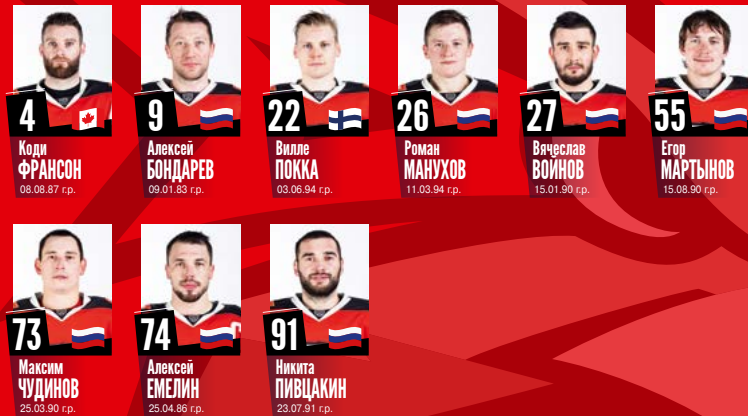 4
Коди
ФРАНСОН
08.08.87 г.р.
9
Алексей
БОНДАРЕВ
09.01.83 г.р.
22
Вилле
ПОККА
03.06.94 г.р.
26
Роман
МАНУХОВ
11.03.94 г.р.
27
Вячеслав
ВОЙНОВ
15.01.90 г.р.
55
Егор
МАРТЫНОВ
15.08.90 г.р.
73
Максим
ЧУДИНОВ
25.03.90 г.р.
74
Алексей
ЕМЕЛИН
25.04.86 г.р.
91
Никита
ПИВЦАКИН
23.07.91 г.р.